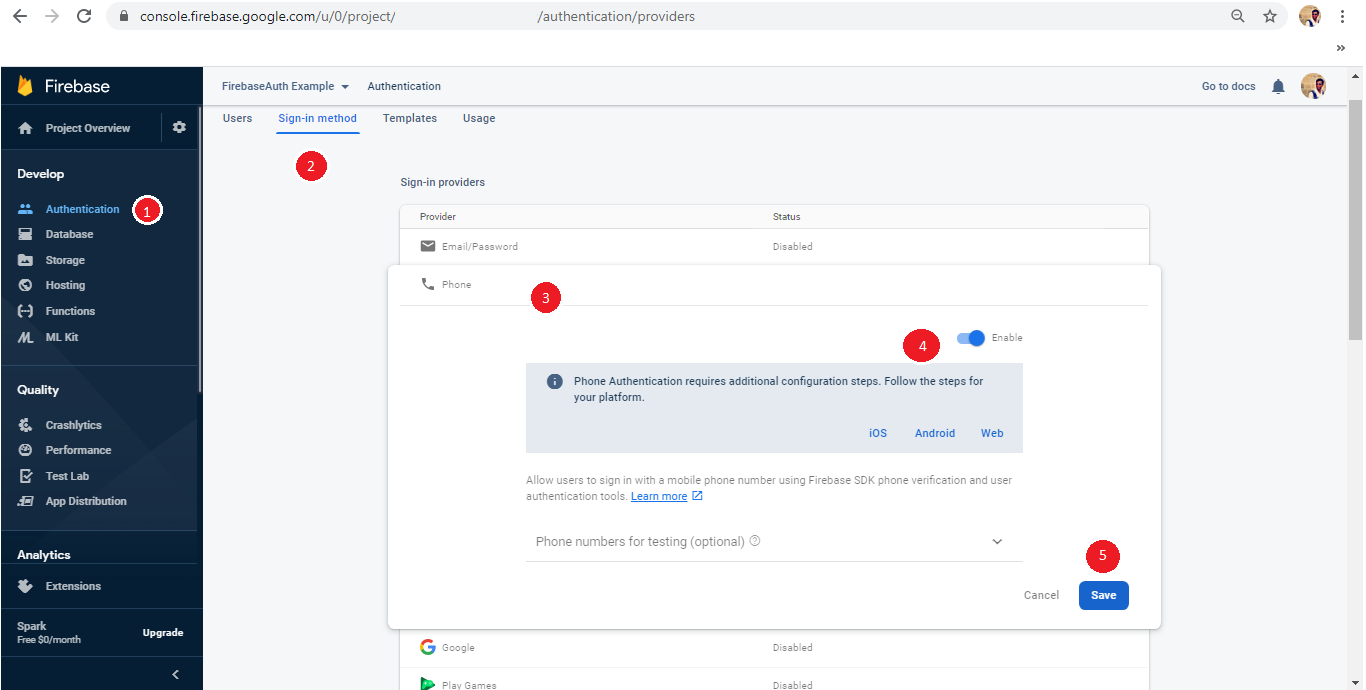 console.firebase.google.com/u/0/project/ /authentication/providers
»
Firebase
FirebaseAuth Example Authentication Go to docs
Project Overview
Users Sign-in method Templates Usage
2
Develop
Authentication 1
Database
Storage
Hosting
Functions
ML Kit
Quality
Crashlytics
Performance
Test Lab
App Distribution
Analytics
Extensions
Spark
Free $0/month
Upgrade
Sign-in providers
Provider Status
Email/Password Disabled
Phone 3
4 Enable
Phone Authentication requires additional configuration steps. Follow the steps for
your platform.
iOS Android Web
Allow users to sign in with a mobile phone number using Firebase SDK phone verification and user
authentication tools. Learn more
Phone numbers for testing (optional)
5
Cancel Save
Google Disabled
Play Games Disabled